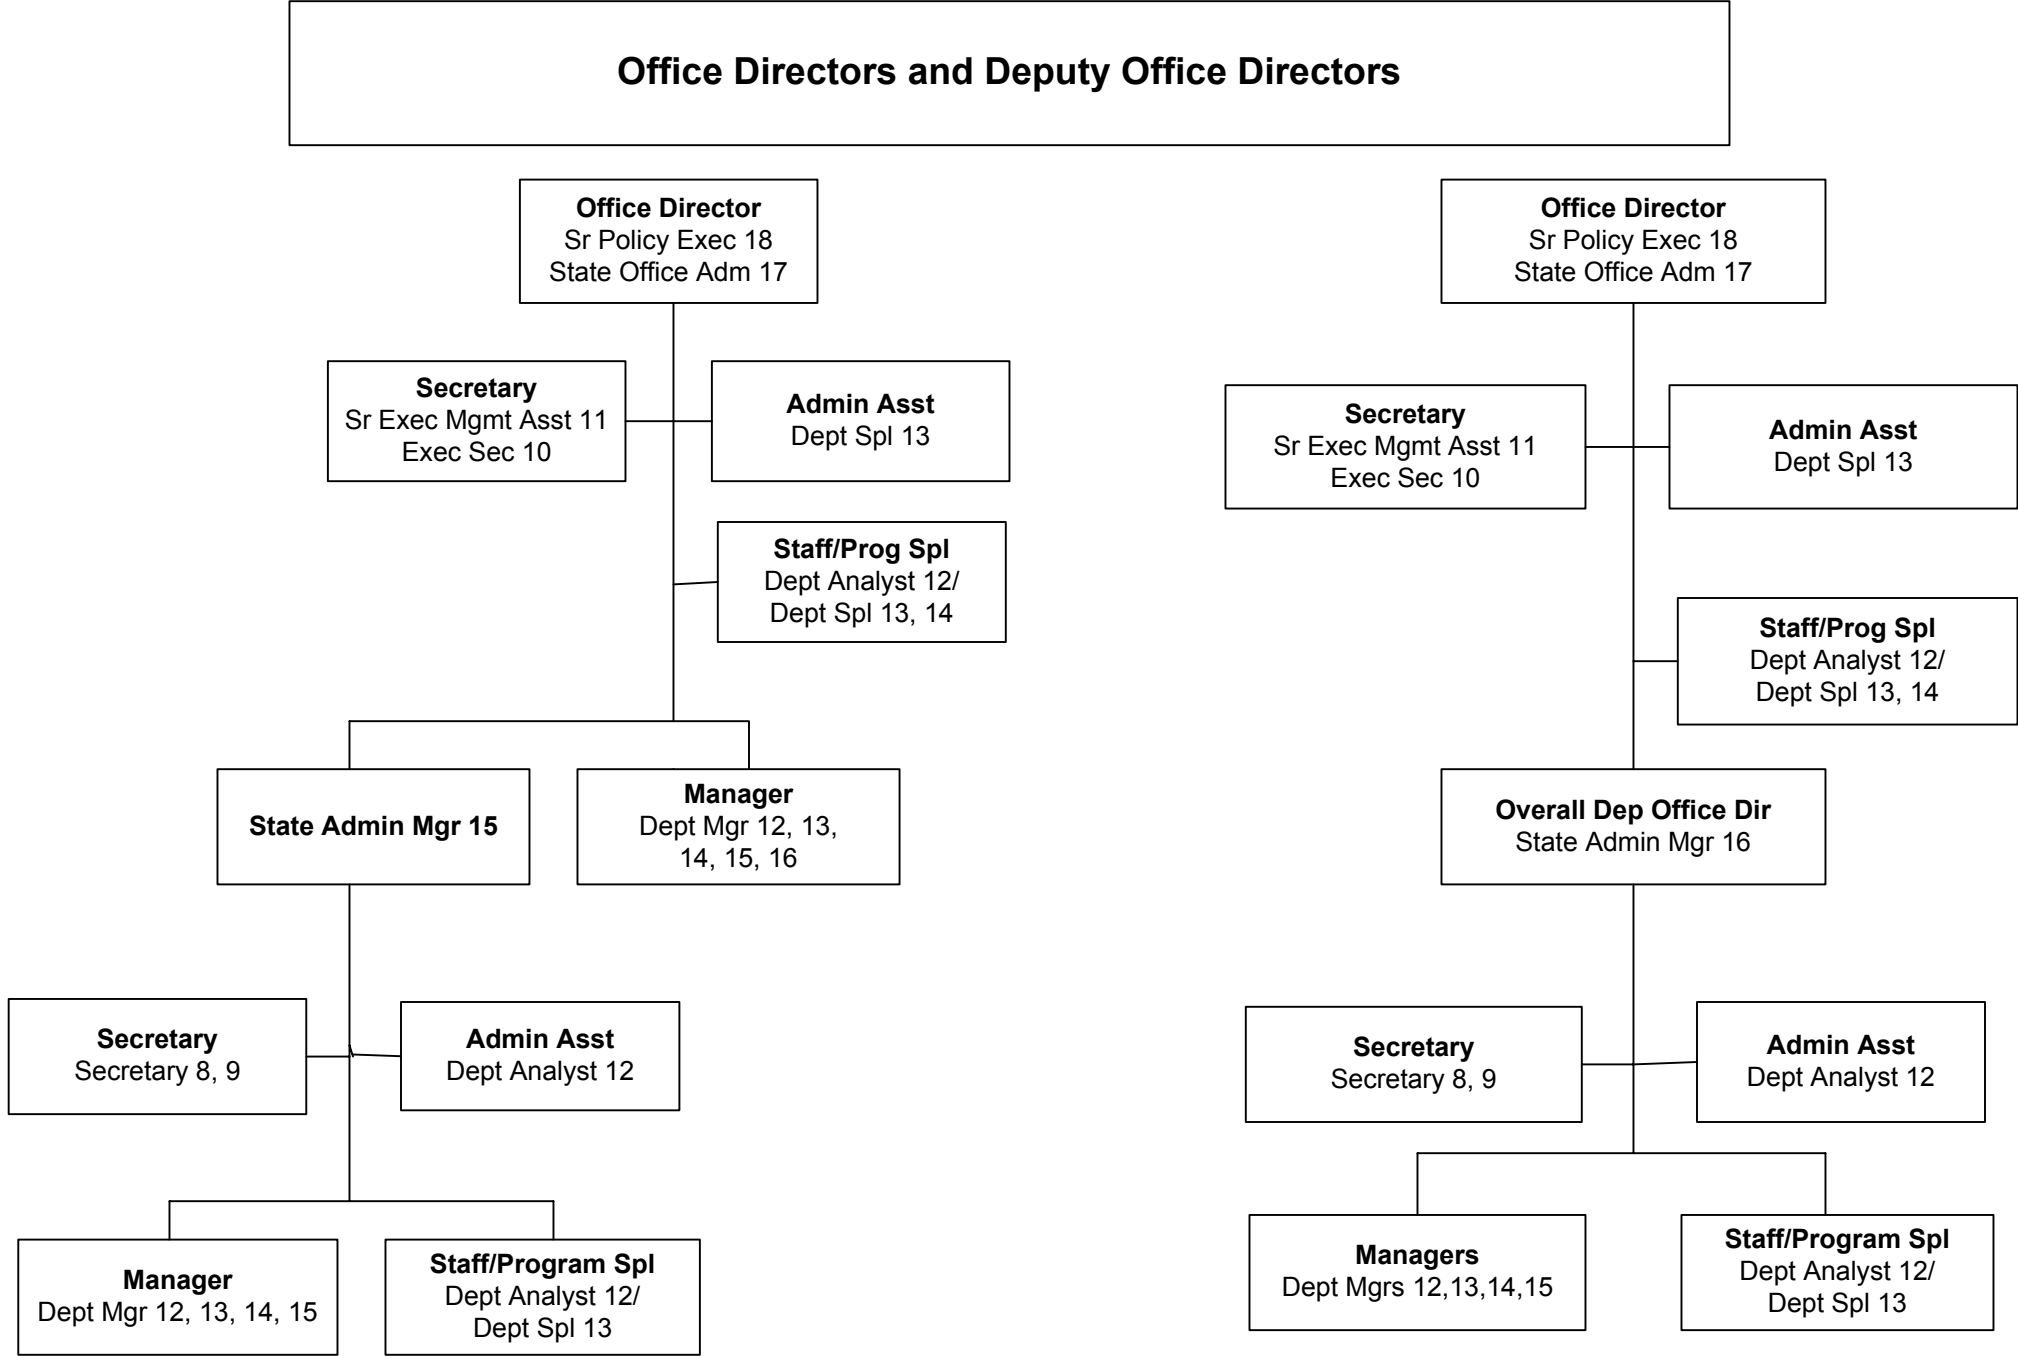 Office Directors and Deputy Office Directors
Office Director
Sr Policy Exec 18
State Office Adm 17
Secretary
Sr Exec Mgmt Asst 11
Exec Sec 10
Admin Asst
Dept Spl 13
Staff/Prog Spl
Dept Analyst 12/
Dept Spl 13, 14
State Admin Mgr 15
Manager
Dept Mgr 12, 13,
14, 15, 16
Secretary
Secretary 8, 9
Admin Asst
Dept Analyst 12
Manager
Dept Mgr 12, 13, 14, 15
Staff/Program Spl
Dept Analyst 12/
Dept Spl 13
Office Director
Sr Policy Exec 18
State Office Adm 17
Secretary
Sr Exec Mgmt Asst 11
Exec Sec 10
Admin Asst
Dept Spl 13
Staff/Prog Spl
Dept Analyst 12/
Dept Spl 13, 14
Overall Dep Office Dir
State Admin Mgr 16
Secretary
Secretary 8, 9
Admin Asst
Dept Analyst 12
Managers
Dept Mgrs 12,13,14,15
Staff/Program Spl
Dept Analyst 12/
Dept Spl 13